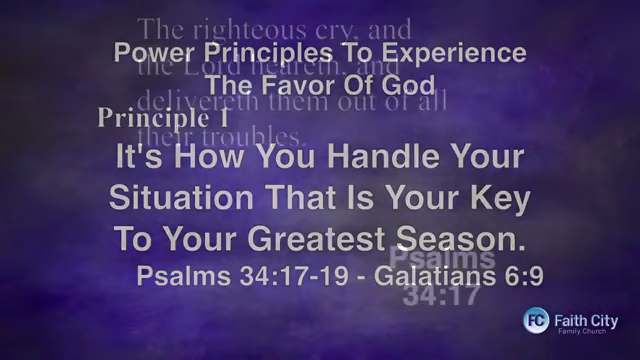 The righteous cry, and
Power Principles To Experience
the Lord heareth, and
The Favor Of God
delivereth them out of all
Principle 1
their troubles.
It's How You Handle Your
Situation That Is Your Key
To Your Greatest Season.
Psalms
Psalms 34:17-19 - Galatians 6:9
34:17
FC Faith City
Family Church